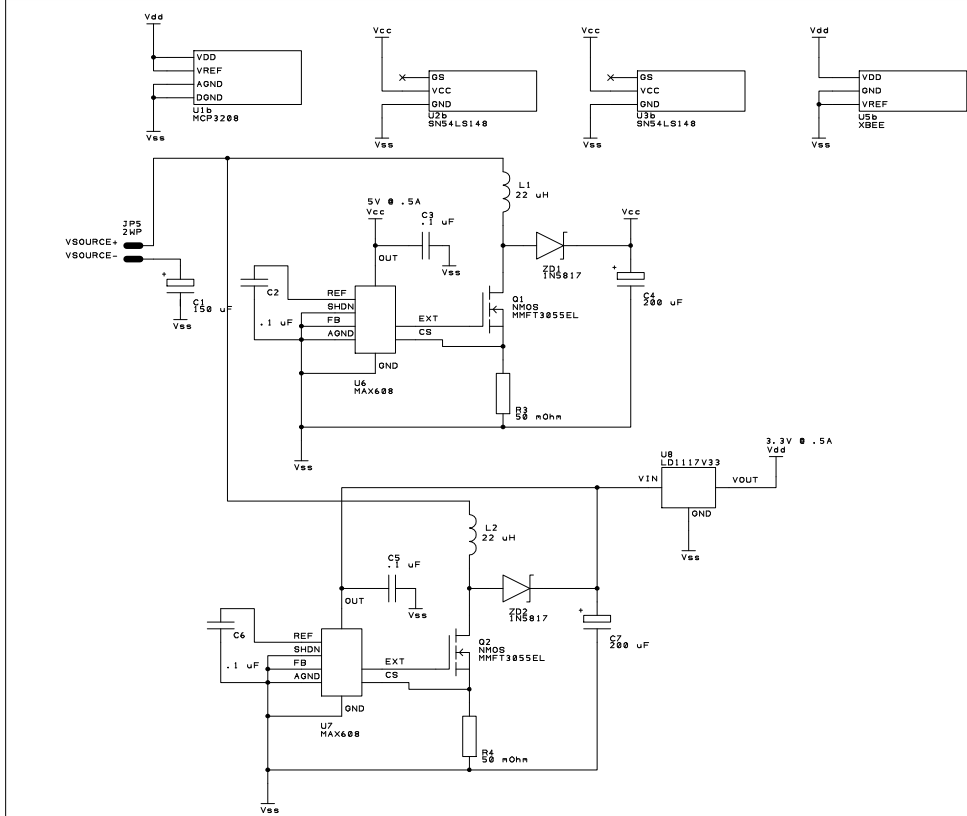 Vdd
VDD
VREF
AGND
DGND
U1b
MCP3208
Vss
Vcc
GS
VCC
GND
U2b
SN54LS148
Vss
Vcc
GS
VCC
GND
U3b
SN54LS148
Vss
Vdd
VDD
GND
VREF
U5b
XBEE
Vss
JP5
2WP
VSOURCE+
VSOURCE-
+
C1
150 uF
Vss
L1
22 uH
5V @ .5A
Vcc
C3
.1 uF
Vss
OUT
C2
.1 uF
REF
SHDN
FB
AGND
EXT
CS
GND
U6
MAX608
ZD1
1N5817
Q1
NMOS
MMFT3055EL
Vcc
+
C4
200 uF
R3
50 mOhm
Vss
U8
LD1117V33
VIN
VOUT
GND
Vss
3.3V @ .5A
Vdd
L2
22 uH
C5
.1 uF
Vss
OUT
C6
.1 uF
REF
SHDN
FB
AGND
EXT
CS
GND
U7
MAX608
ZD2
1N5817
Q2
NMOS
MMFT3055EL
+
C7
200 uF
R4
50 mOhm
Vss